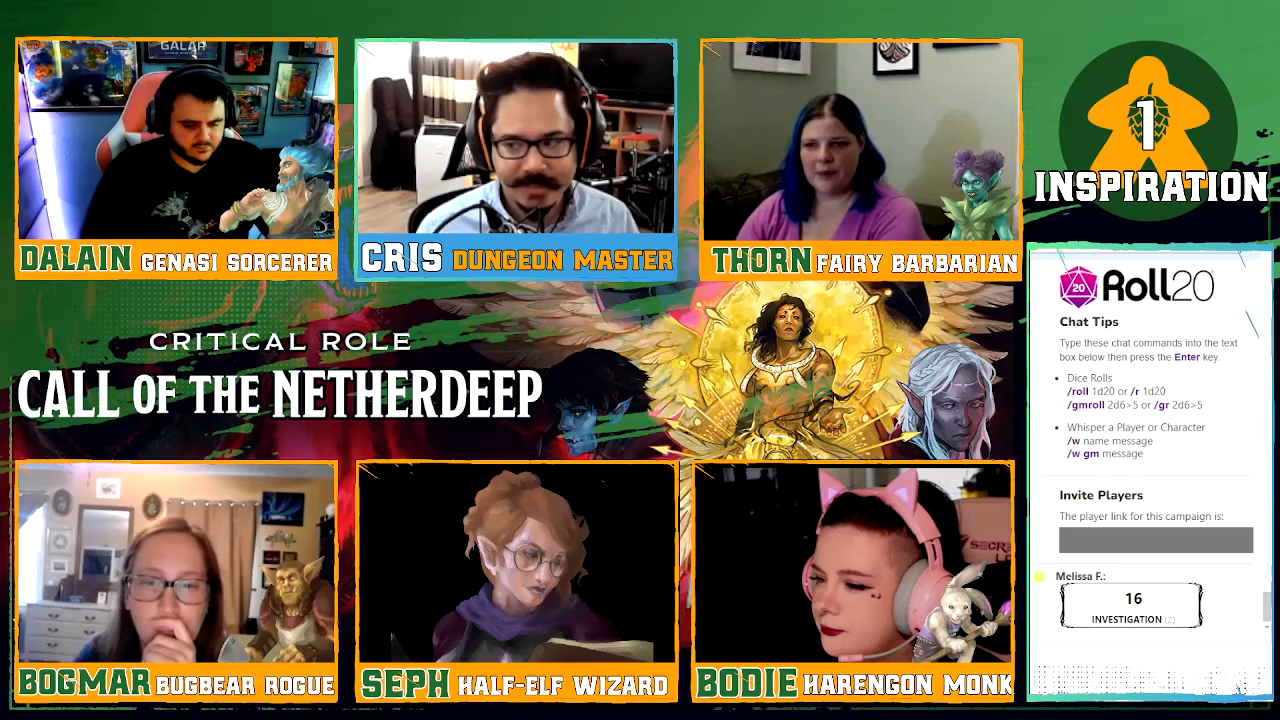 GALAR
1
INSPIRATION
DALAIN GENASI SORCERER
CRIS DUNGEON MASTER
THORN FAIRY BARBARIAN
CRITICAL ROLE
CALL OF THE NETHERDEEP
20
Roll20
Chat Tips
Type these chat commands into the text
box below then press the Enter key.
• Dice Rolls
/roll 1d20 or /r 1d20
/gmroll 2d6>5 or /gr 2d6>5
• Whisper a Player or Character
/w name message
/w gm message
Invite Players
The player link for this campaign is:
Melissa F.:
16
INVESTIGATION (2)
BOGMAR BUGBEAR ROGUE
SEPH HALF-ELF WIZARD
BODIE HARENGON MONK